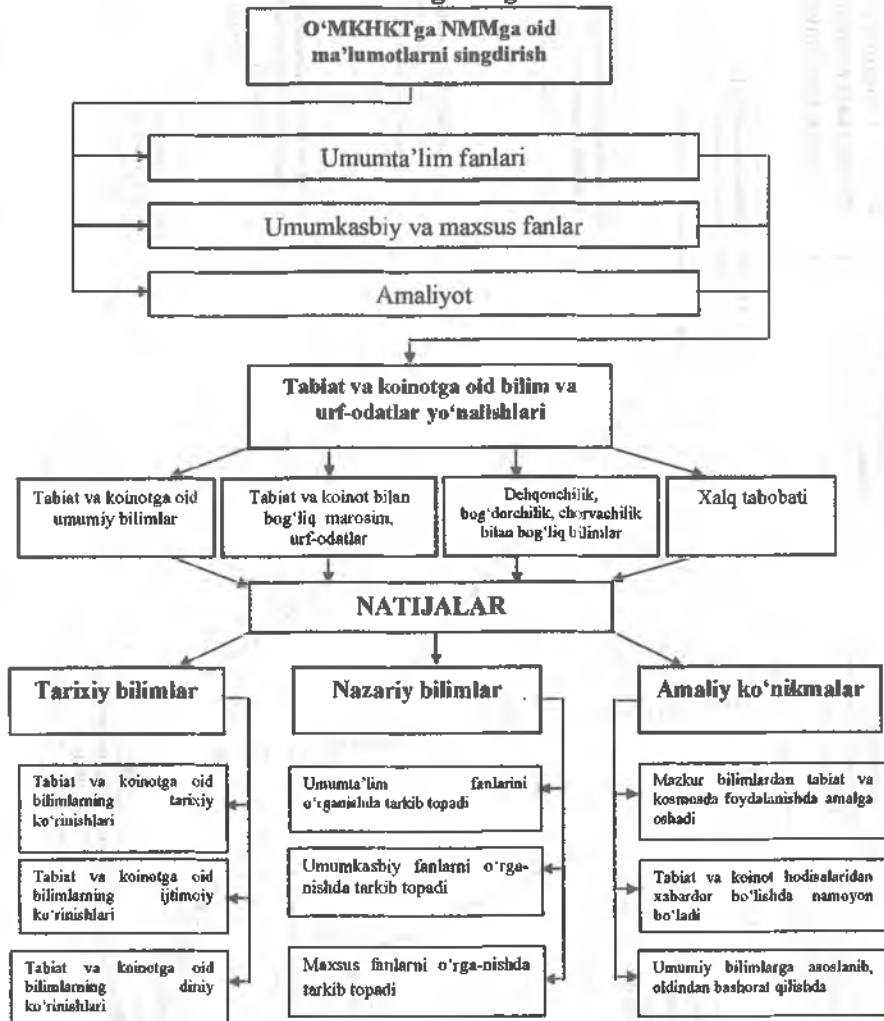 O‘MKHKTga NMMga oid
ma’lumotlarni singdirish
Umumta’lim fanlari
Umumkasbiy va maxsus fanlar
Amaliyot
Tabiat va koinotga oid bilim va
urf-odatlar yo‘nalishlari
Tabiat va koinotga oid
umumiy bilimlar
Tabiat va koinot bilan
bog‘liq marosim,
urf-odatlar
Dehqonchilik,
bog‘dorchilik, chorvachilik
bilan bog‘liq bilimlar
Xalq tabobati
NATIJALAR
Tarixiy bilimlar
Nazariy bilimlar
Amaliy ko‘nikmalar
Tabiat va koinotga oid
bilimlarning tarixiy
ko‘rinishlari
Tabiat va koinotga oid
bilimlarning ijtimoiy
ko‘rinishlari
Tabiat va koinotga oid
bilimlarning diniy
ko‘rinishlari
Umumta’lim fanlarini
o‘rganishda tarkib topadi
Umumkasbiy fanlarni o‘rga-
nishda tarkib topadi
Maxsus fanlarni o‘rga-nishda
tarkib topadi
Mazkur bilimlardan tabiat va
kosmosda foydalanishda amalga
oshadi
Tabiat va koinot hodisalaridan
xabardor bo‘lishda namoyon
bo‘ladi
Umumiy bilimlarga asoslanib,
oldindan bashorat qilishda